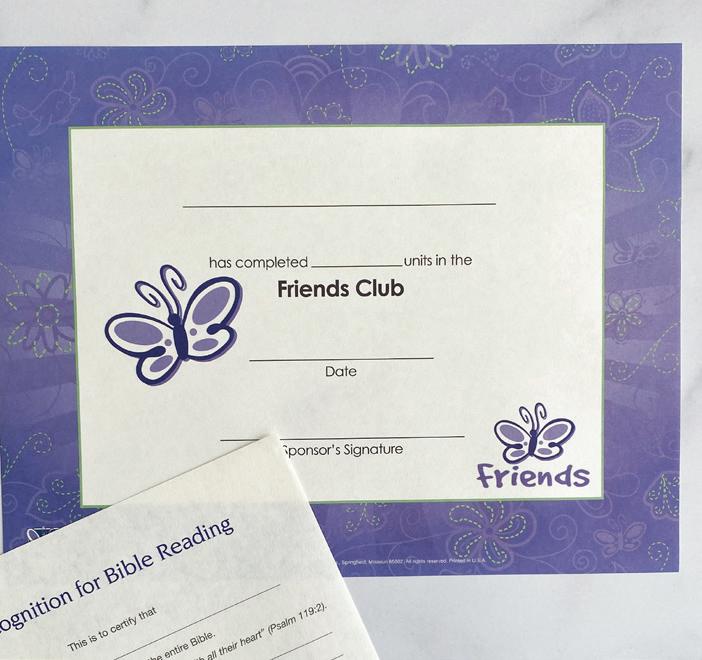 has completed units in the
Friends Club
Date
Sponsor's Signature
Friends
Springfield, Missouri 65802. All rights reserved. Printed in U.S.A.
ognition for Bible Reading
This is to certify that
the entire Bible.
all their heart" (Psalm 119:2).